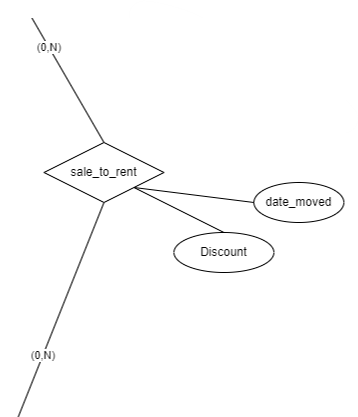 (0,N)
sale_to_rent
date_moved
Discount
(0,N)